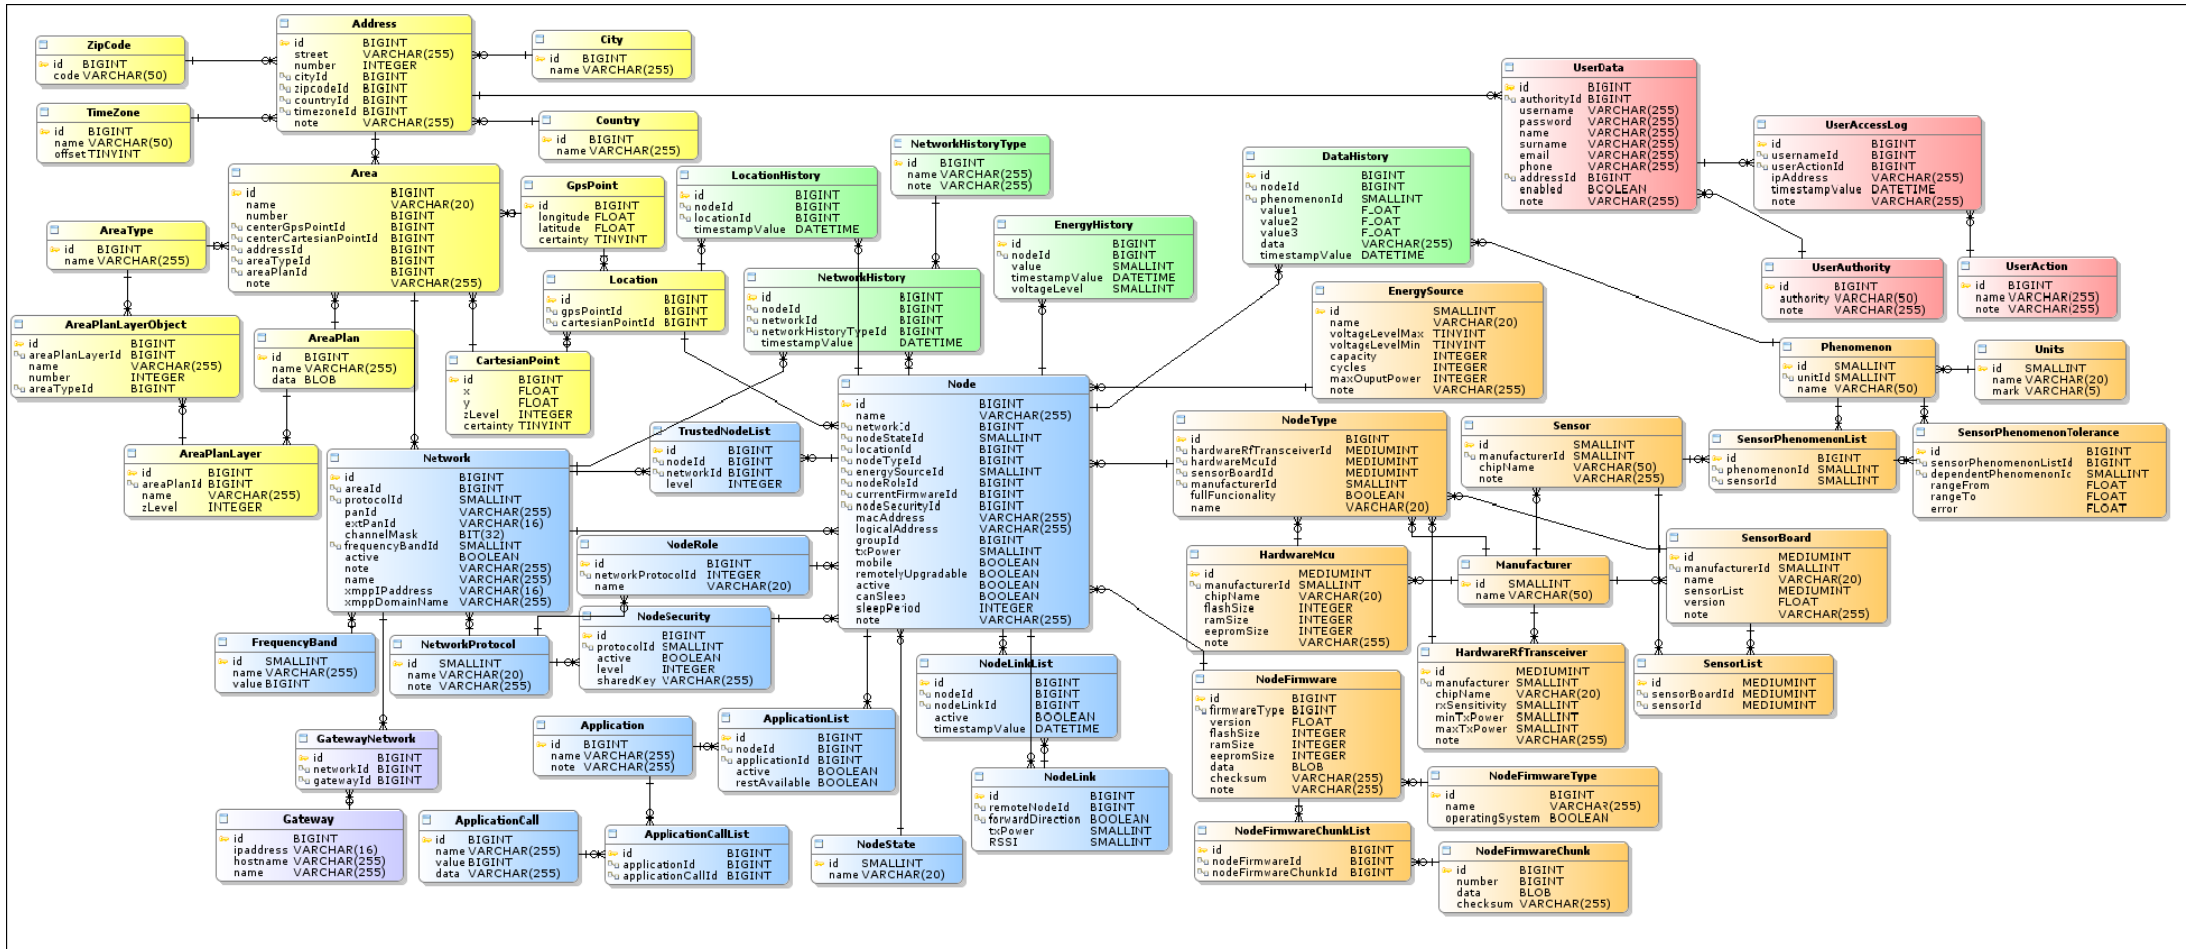 Address
id BIGINT
street VARCHAR(255)
number INTEGER
cityId BIGINT
zipcodeId BIGINT
countryId BIGINT
timezoneId BIGINT
note VARCHAR(255)
ZipCode
id BIGINT
code VARCHAR(50)
City
id BIGINT
name VARCHAR(255)
TimeZone
id BIGINT
name VARCHAR(50)
offset TINYINT
Country
id BIGINT
name VARCHAR(255)
UserData
id BIGINT
authorityId BIGINT
username VARCHAR(255)
password VARCHAR(255)
name VARCHAR(255)
surname VARCHAR(255)
email VARCHAR(255)
phone VARCHAR(255)
addressId BIGINT
enabled BOOLEAN
note VARCHAR(255)
UserAccessLog
id BIGINT
usernameId BIGINT
userActionId BIGINT
ipAddress VARCHAR(255)
timestampValue DATETIME
note VARCHAR(255)
UserAuthority
id BIGINT
authority VARCHAR(50)
note VARCHAR(255)
UserAction
id BIGINT
name VARCHAR(255)
note VARCHAR(255)
Area
id BIGINT
name VARCHAR(20)
number BIGINT
centerGpsPointId BIGINT
centerCartesianPointId BIGINT
addressId BIGINT
areaTypeId BIGINT
areaPlanId BIGINT
note VARCHAR(255)
GpsPoint
id BIGINT
longitude FLOAT
latitude FLOAT
certainty TINYINT
LocationHistory
id BIGINT
nodeId BIGINT
locationId BIGINT
timestampValue DATETIME
NetworkHistoryType
id BIGINT
name VARCHAR(255)
note VARCHAR(255)
DataHistory
id BIGINT
nodeId BIGINT
phenomenonId SMALLINT
value1 FLOAT
value2 FLOAT
value3 FLOAT
data VARCHAR(255)
timestampValue DATETIME
AreaType
id BIGINT
name VARCHAR(255)
EnergyHistory
id BIGINT
nodeId BIGINT
value SMALLINT
timestampValue DATETIME
voltageLevel SMALLINT
Location
id BIGINT
gpsPointId BIGINT
cartesianPointId BIGINT
NetworkHistory
id BIGINT
nodeId BIGINT
networkId BIGINT
networkHistoryTypeId BIGINT
timestampValue DATETIME
EnergySource
id SMALLINT
name VARCHAR(20)
voltageLevelMax TINYINT
voltageLevelMin TINYINT
capacity INTEGER
cycles INTEGER
maxOuputPower INTEGER
note VARCHAR(255)
AreaPlanLayerObject
id BIGINT
areaPlanLayerId BIGINT
name VARCHAR(255)
number INTEGER
areaTypeId BIGINT
AreaPlan
id BIGINT
name VARCHAR(255)
data BLOB
CartesianPoint
id BIGINT
x FLOAT
y FLOAT
zLevel INTEGER
certainty TINYINT
Phenomenon
id SMALLINT
unitId SMALLINT
name VARCHAR(50)
Units
id SMALLINT
name VARCHAR(20)
mark VARCHAR(5)
AreaPlanLayer
id BIGINT
areaPlanId BIGINT
name VARCHAR(255)
zLevel INTEGER
Network
id BIGINT
areaId BIGINT
protocolId SMALLINT
panId VARCHAR(255)
extPanId VARCHAR(16)
channelMask BIT(32)
frequencyBandId SMALLINT
active BOOLEAN
note VARCHAR(255)
name VARCHAR(255)
xmppIPaddress VARCHAR(16)
xmppDomainName VARCHAR(255)
TrustedNodeList
id BIGINT
nodeId BIGINT
networkId BIGINT
level INTEGER
Node
id BIGINT
name VARCHAR(255)
networkId BIGINT
nodeStateId SMALLINT
locationId BIGINT
nodeTypeId BIGINT
energySourceId SMALLINT
nodeRoleId BIGINT
currentFirmwareId BIGINT
nodeSecurityId BIGINT
macAddress VARCHAR(255)
logicalAddress VARCHAR(255)
groupId BIGINT
txPower SMALLINT
mobile BOOLEAN
remotelyUpgradable BOOLEAN
active BOOLEAN
canSleep BOOLEAN
sleepPeriod INTEGER
note VARCHAR(255)
NodeType
id BIGINT
hardwareRfTransceiverId MEDIUMINT
hardwareMcuId MEDIUMINT
sensorBoardId MEDIUMINT
manufacturerId SMALLINT
fullFuncionality BOOLEAN
name VARCHAR(20)
Sensor
id SMALLINT
manufacturerId SMALLINT
chipName VARCHAR(50)
note VARCHAR(255)
SensorPhenomenonList
id BIGINT
phenomenonId SMALLINT
sensorId SMALLINT
SensorPhenomenonTolerance
id BIGINT
sensorPhenomenonListId BIGINT
dependentPhenomenonIc SMALLINT
rangeFrom FLOAT
rangeTo FLOAT
error FLOAT
NodeRole
id BIGINT
networkProtocolId INTEGER
name VARCHAR(20)
HardwareMcu
id MEDIUMINT
manufacturerId SMALLINT
chipName VARCHAR(20)
flashSize INTEGER
ramSize INTEGER
eepromSize INTEGER
note VARCHAR(255)
Manufacturer
id SMALLINT
name VARCHAR(50)
SensorBoard
id MEDIUMINT
manufacturerId SMALLINT
name VARCHAR(20)
sensorList MEDIUMINT
version FLOAT
note VARCHAR(255)
FrequencyBand
id SMALLINT
name VARCHAR(255)
value BIGINT
NetworkProtocol
id SMALLINT
name VARCHAR(20)
note VARCHAR(255)
NodeSecurity
id BIGINT
protocolId SMALLINT
active BOOLEAN
level INTEGER
sharedKey VARCHAR(255)
NodeLinkList
id BIGINT
nodeId BIGINT
nodeLinkId BIGINT
active BOOLEAN
timestampValue DATETIME
NodeFirmware
id BIGINT
firmwareType BIGINT
version FLOAT
flashSize INTEGER
ramSize INTEGER
eepromSize INTEGER
data BLOB
checksum VARCHAR(255)
note VARCHAR(255)
HardwareRfTransceiver
id MEDIUMINT
manufacturer SMALLINT
chipName VARCHAR(20)
rxSensitivity SMALLINT
minTxPower SMALLINT
maxTxPower SMALLINT
note VARCHAR(255)
SensorList
id MEDIUMINT
sensorBoardId MEDIUMINT
sensorId MEDIUMINT
GatewayNetwork
id BIGINT
networkId BIGINT
gatewayId BIGINT
Application
id BIGINT
name VARCHAR(255)
note VARCHAR(255)
ApplicationList
id BIGINT
nodeId BIGINT
applicationId BIGINT
active BOOLEAN
restAvailable BOOLEAN
NodeLink
id BIGINT
remoteNodeId BIGINT
forwardDirection BOOLEAN
txPower SMALLINT
RSSI SMALLINT
NodeFirmwareType
id BIGINT
name VARCHAR(255)
operatingSystem BOOLEAN
Gateway
id BIGINT
ipaddress VARCHAR(16)
hostname VARCHAR(255)
name VARCHAR(255)
ApplicationCall
id BIGINT
name VARCHAR(255)
value BIGINT
data VARCHAR(255)
ApplicationCallList
id BIGINT
applicationId BIGINT
applicationCallId BIGINT
NodeState
id SMALLINT
name VARCHAR(20)
NodeFirmwareChunkList
id BIGINT
nodeFirmwareId BIGINT
nodeFirmwareChunkId BIGINT
NodeFirmwareChunk
id BIGINT
number BIGINT
data BLOB
checksum VARCHAR(255)